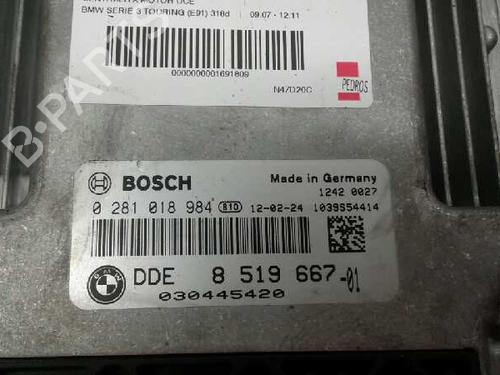 BMW SERIE 3 TOURING (E91) 318d
09.07 - 12.11
0000000001691809
N47D20C
PEDROS
B-PARTS
BOSCH
Made in Germany
1242 0027
0 281 018 984 810 12-02-24 1039S54414
BMW
DDE 8 519 667-01
030445420